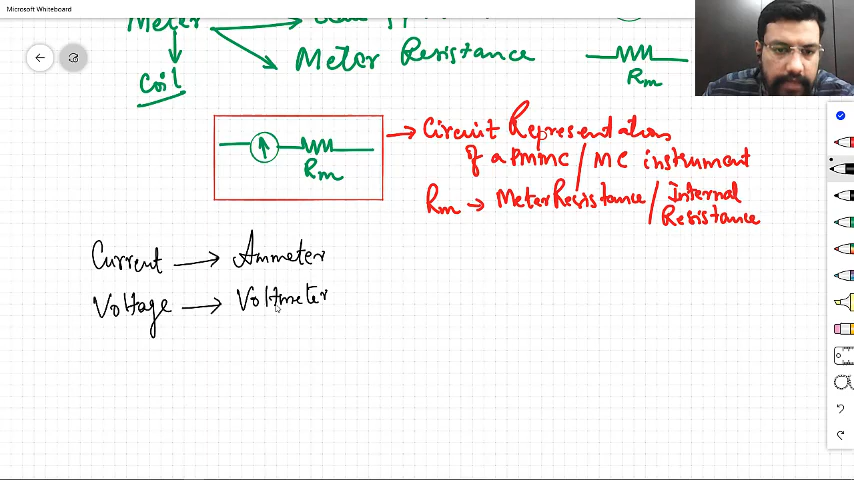 Microsoft Whiteboard
Meter
Meter Resistance
Coil
Rm
Rm
Circuit Representation
of a PMMC / MC instrument
Rm → Meter Resistance / Internal
Resistance
Current → Ammeter
Voltage → Voltmeter